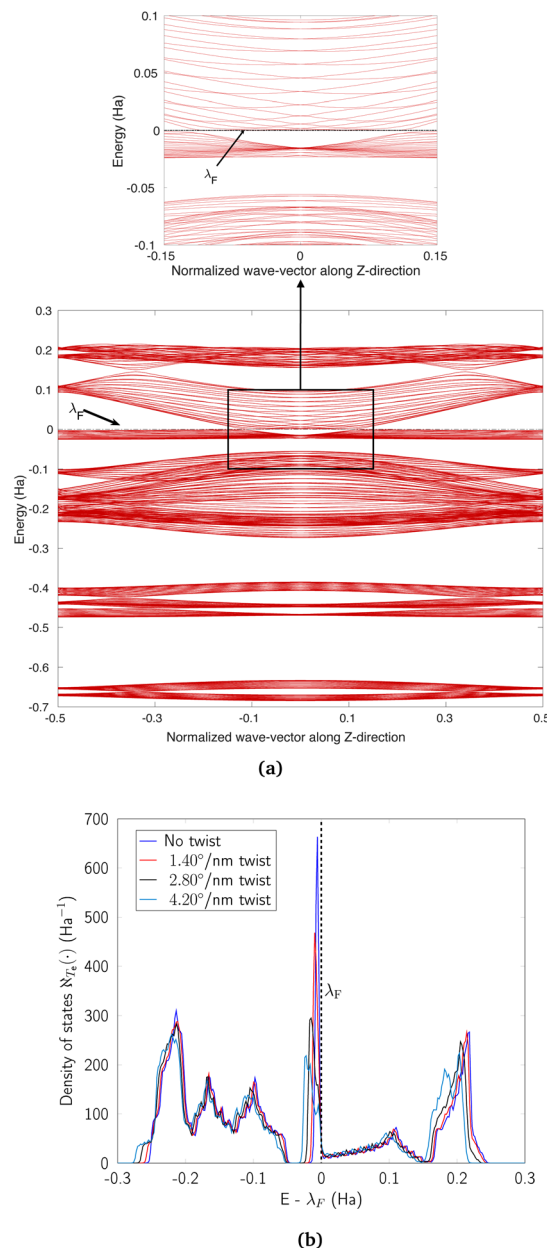 0.1
0.05
0
-0.05
-0.1
Energy (Ha)
λF
-0.15
0
0.15
Normalized wave-vector along Z-direction
0.3
0.2
0.1
0
-0.1
-0.2
-0.3
-0.4
-0.5
-0.6
-0.7
Energy (Ha)
λF
-0.5
-0.3
-0.1
0.1
0.3
0.5
Normalized wave-vector along Z-direction
(a)
700
600
500
400
300
200
100
0
Density of states ℵTe(·) (Ha−1)
No twist
1.40°/nm twist
2.80°/nm twist
4.20°/nm twist
λF
-0.3
-0.2
-0.1
0
0.1
0.2
0.3
E - λF (Ha)
(b)